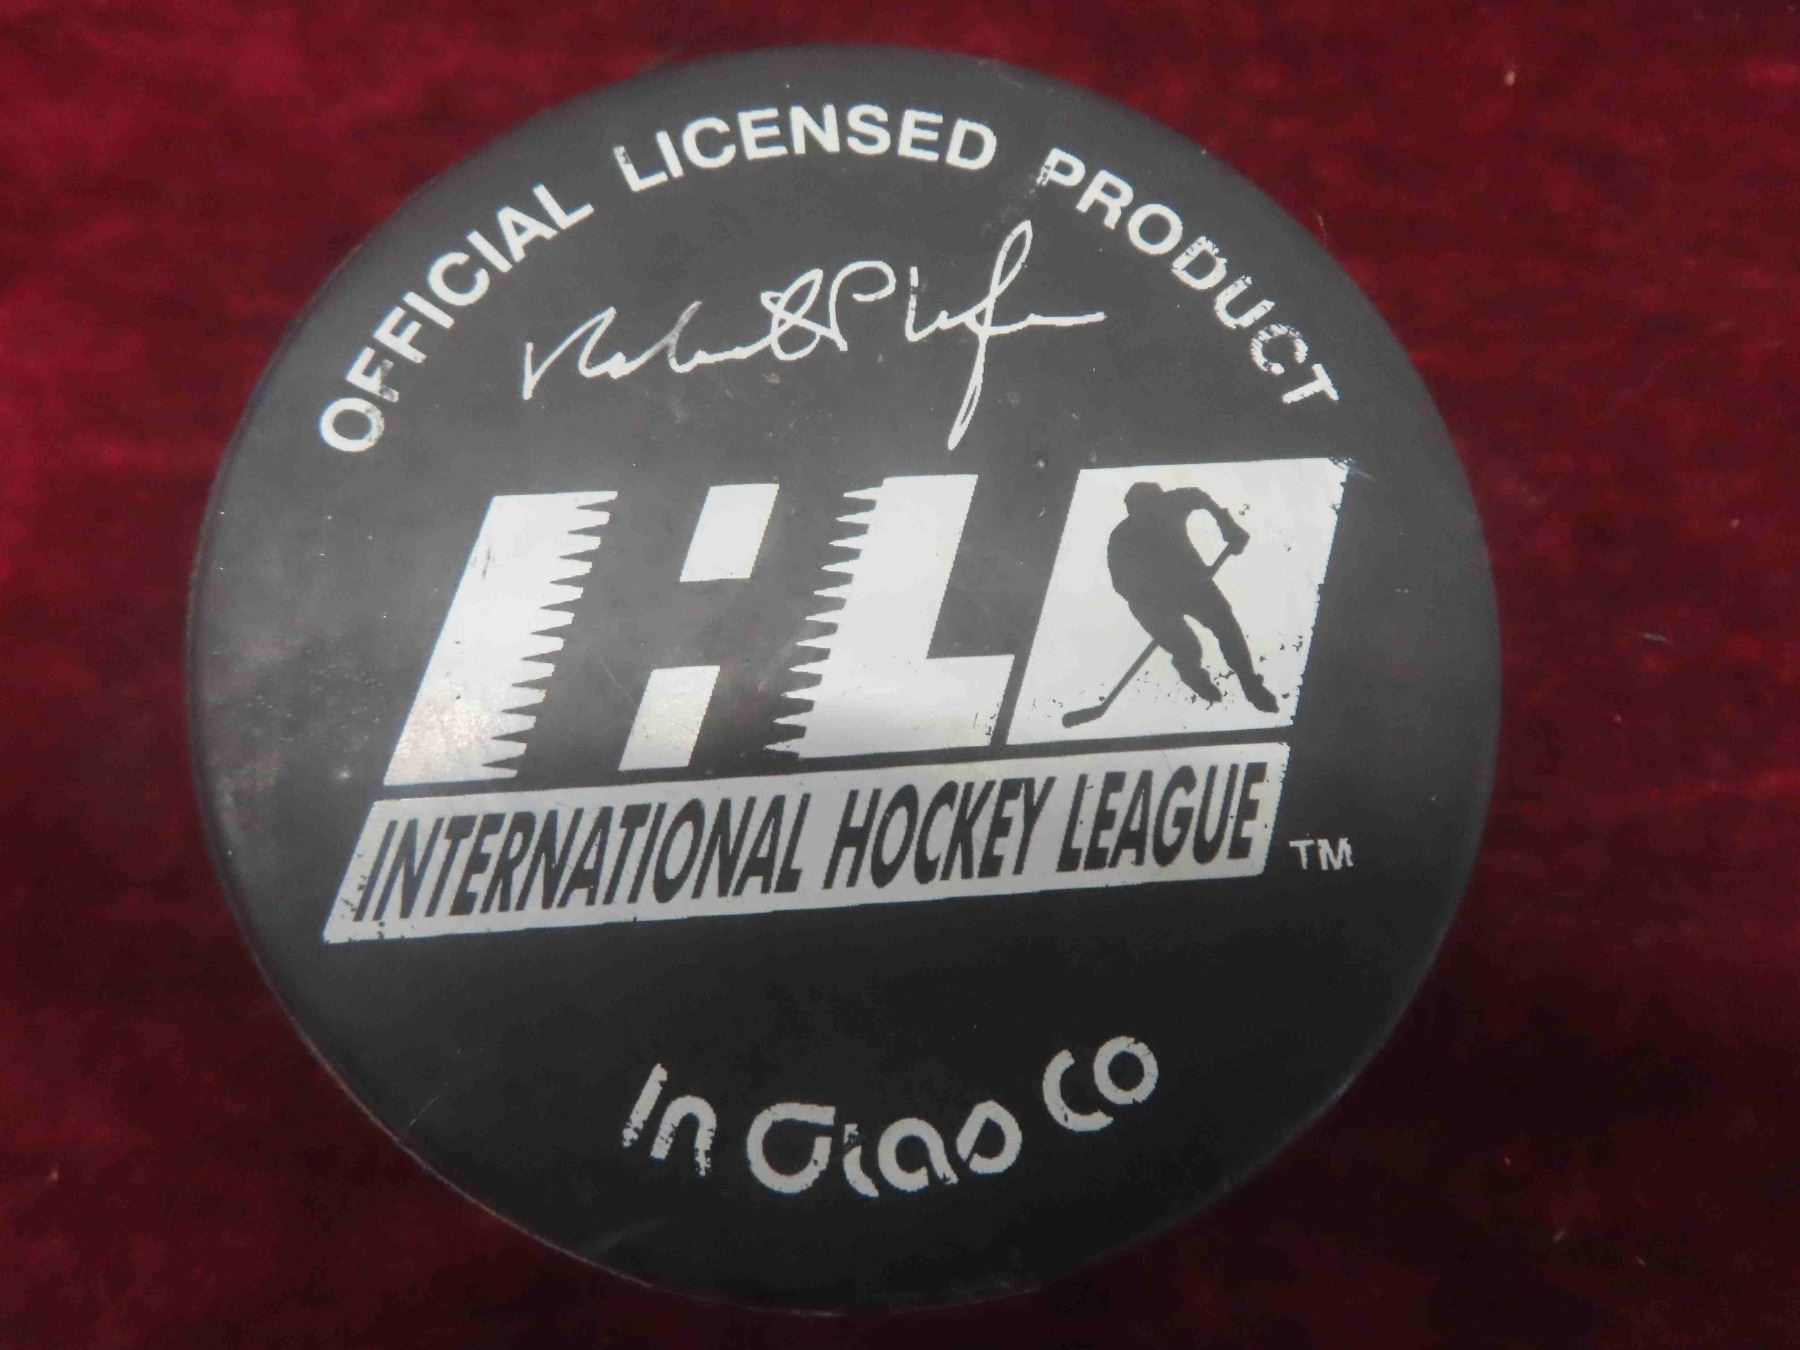 OFFICIAL LICENSED PRODUCT
IHL
INTERNATIONAL HOCKEY LEAGUE
TM
In Glas Co